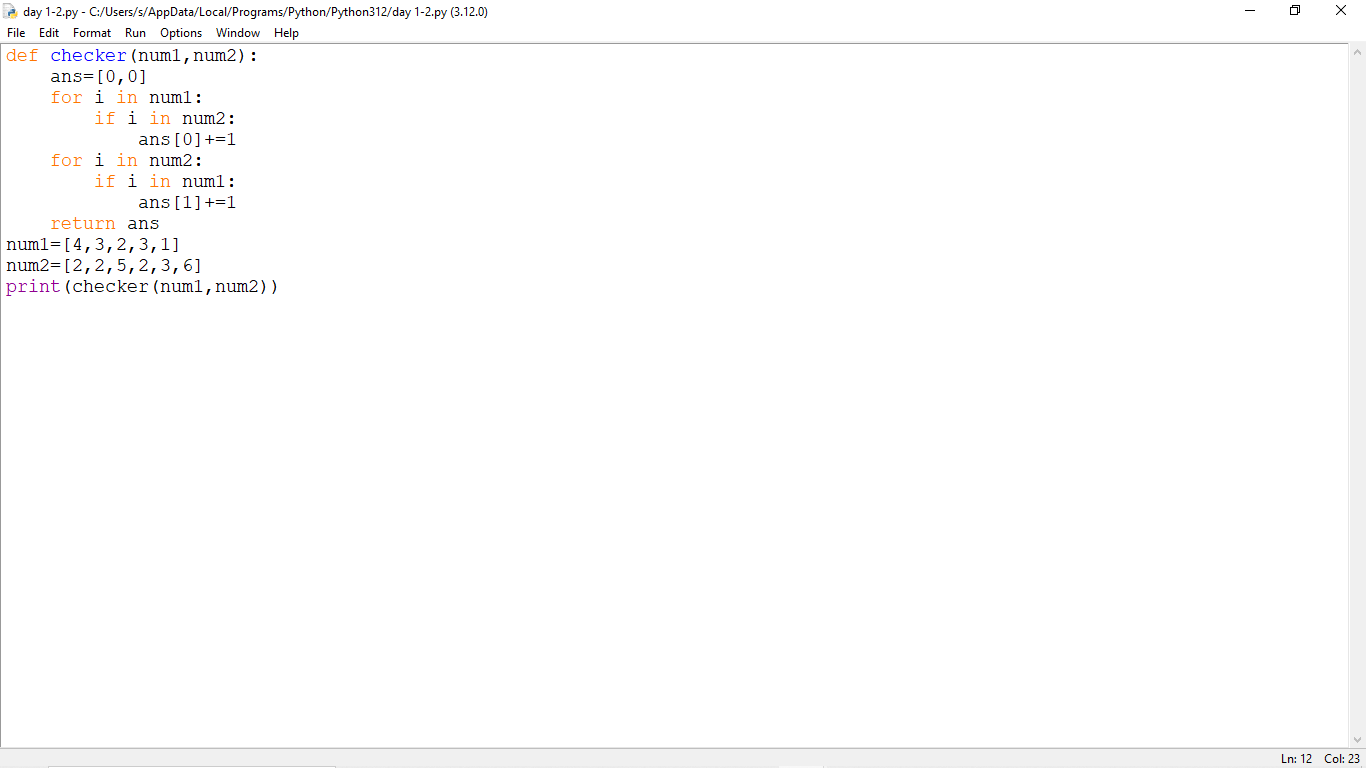 day 1-2.py - C:/Users/s/AppData/Local/Programs/Python/Python312/day 1-2.py (3.12.0)
File Edit Format Run Options Window Help
def checker(num1,num2):
    ans=[0,0]
    for i in num1:
        if i in num2:
            ans[0]+=1
    for i in num2:
        if i in num1:
            ans[1]+=1
    return ans
num1=[4,3,2,3,1]
num2=[2,2,5,2,3,6]
print(checker(num1,num2))
Ln: 12 Col: 23